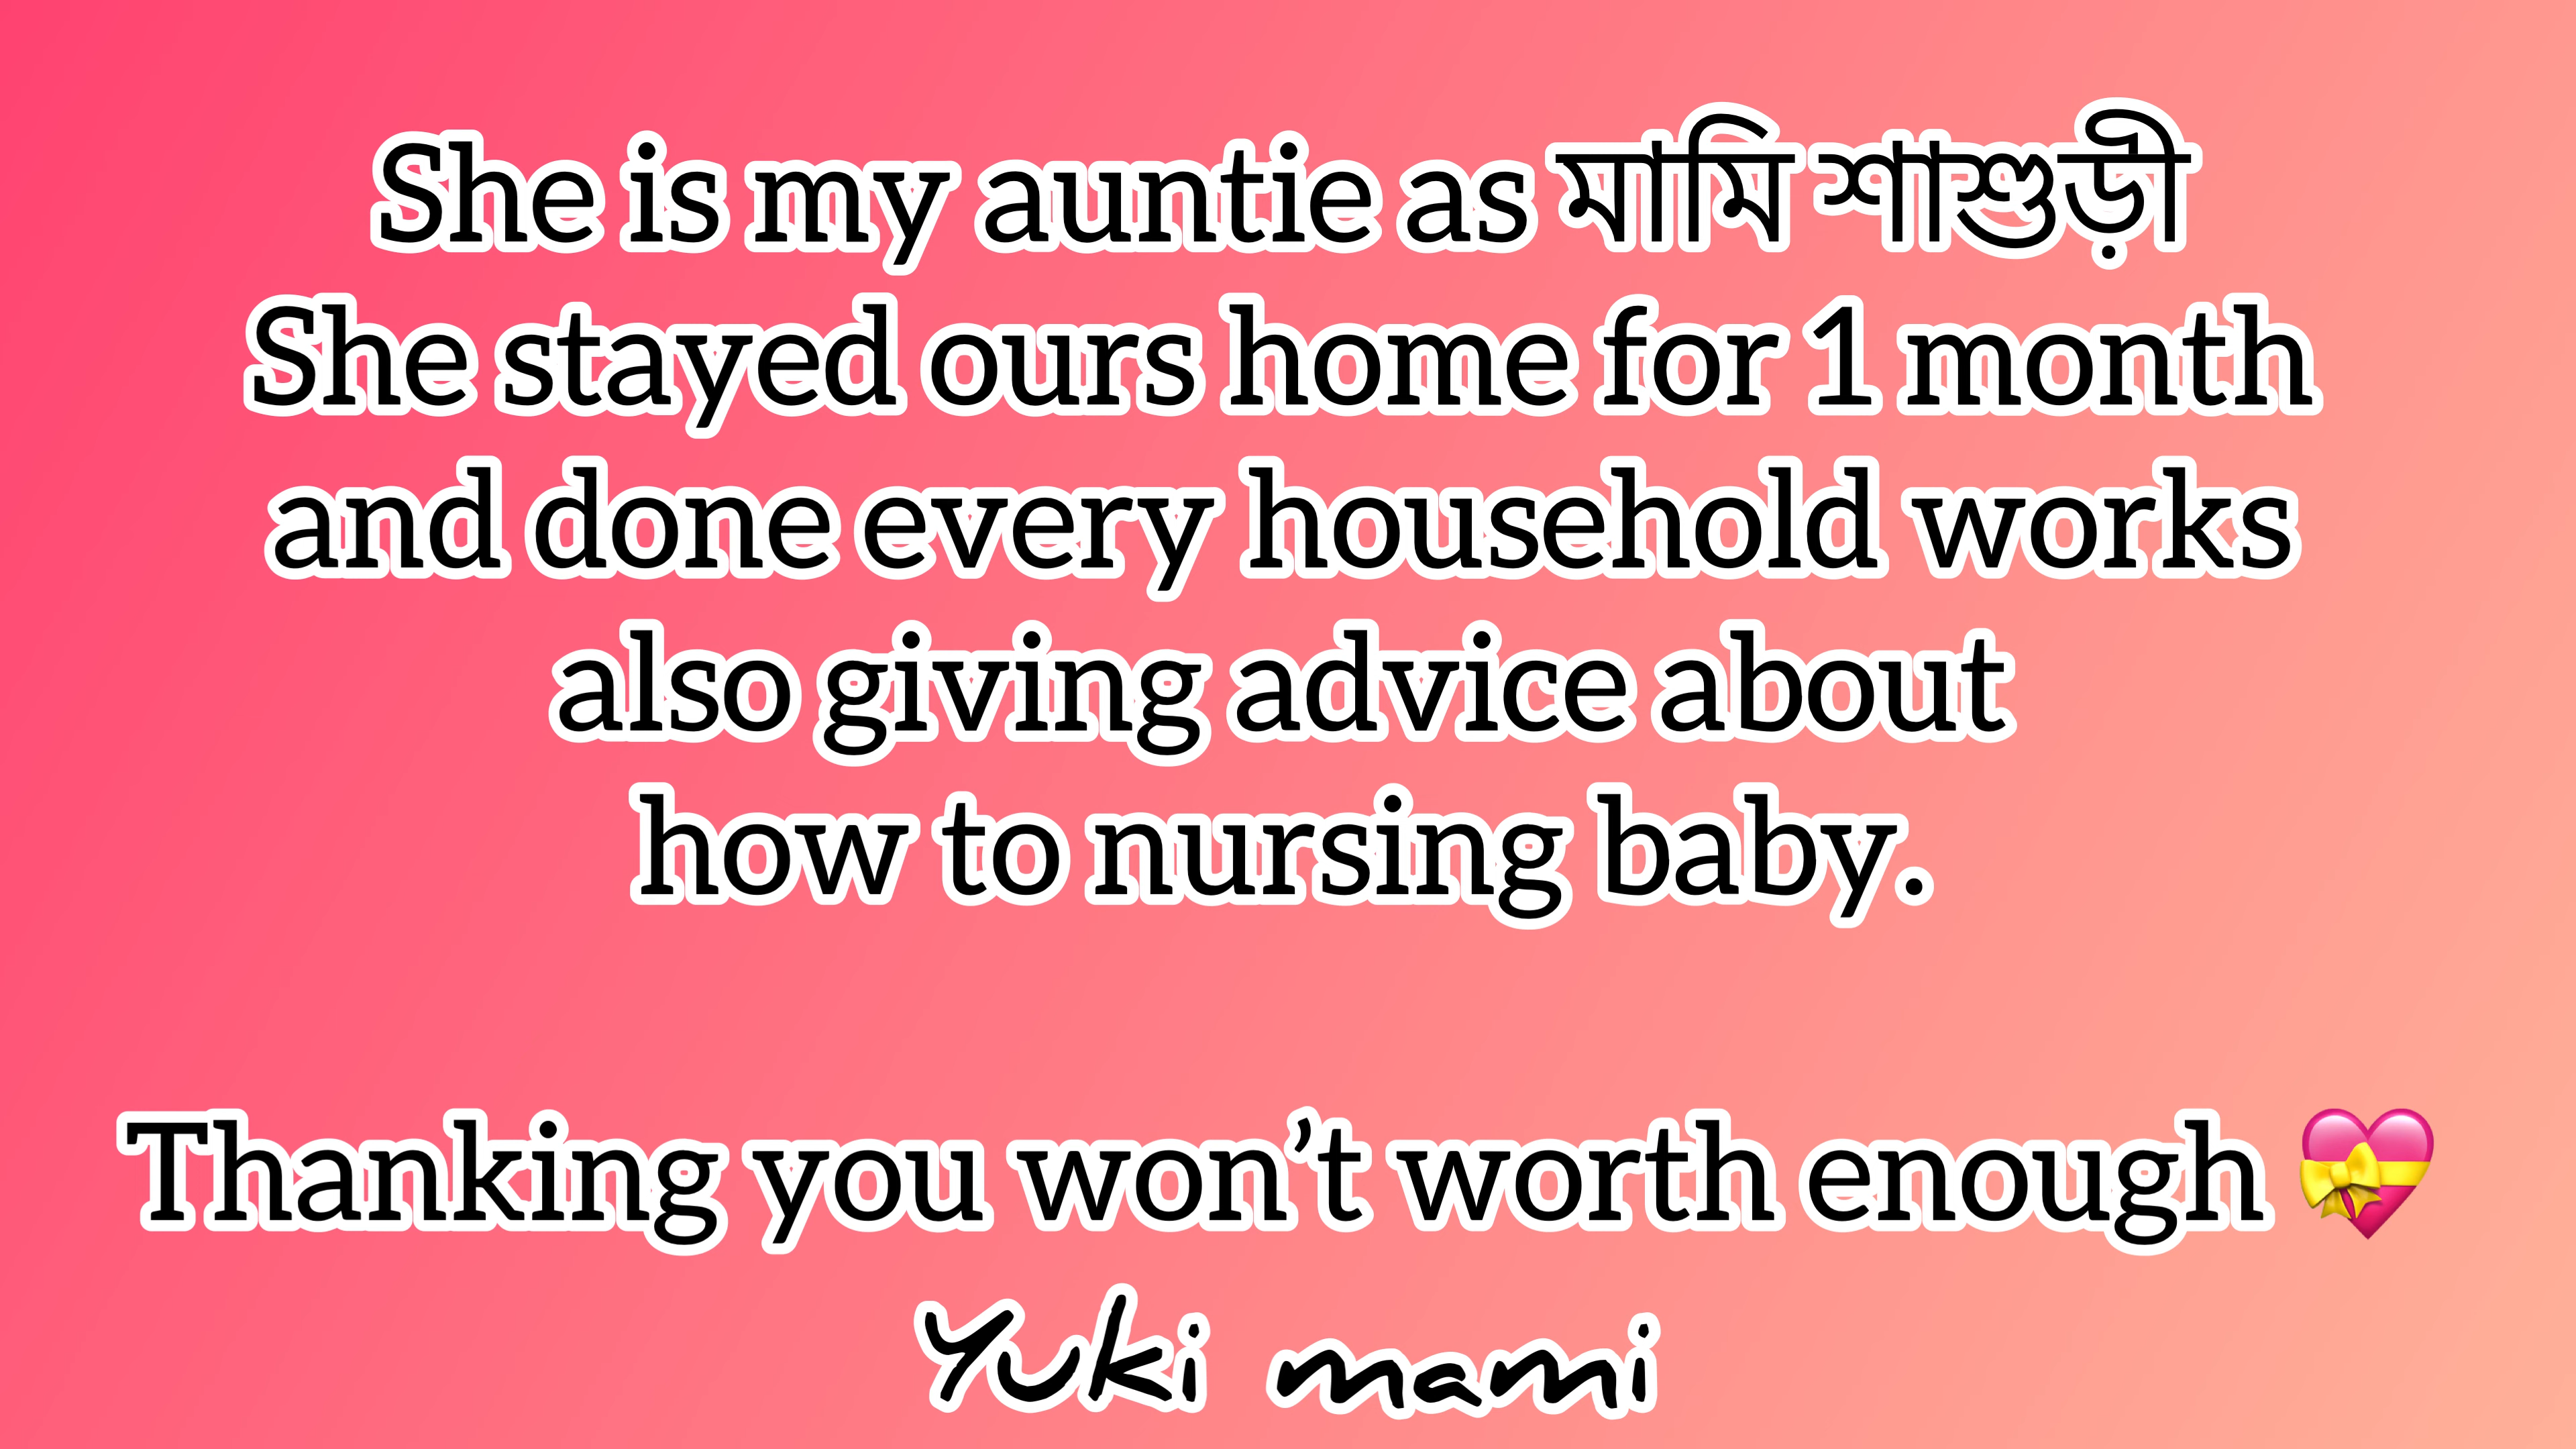 She is my auntie as মামি শাশুড়ী
She stayed ours home for 1 month
and done every household works
also giving advice about
how to nursing baby.
Thanking you won’t worth enough 💝
Yuki mami